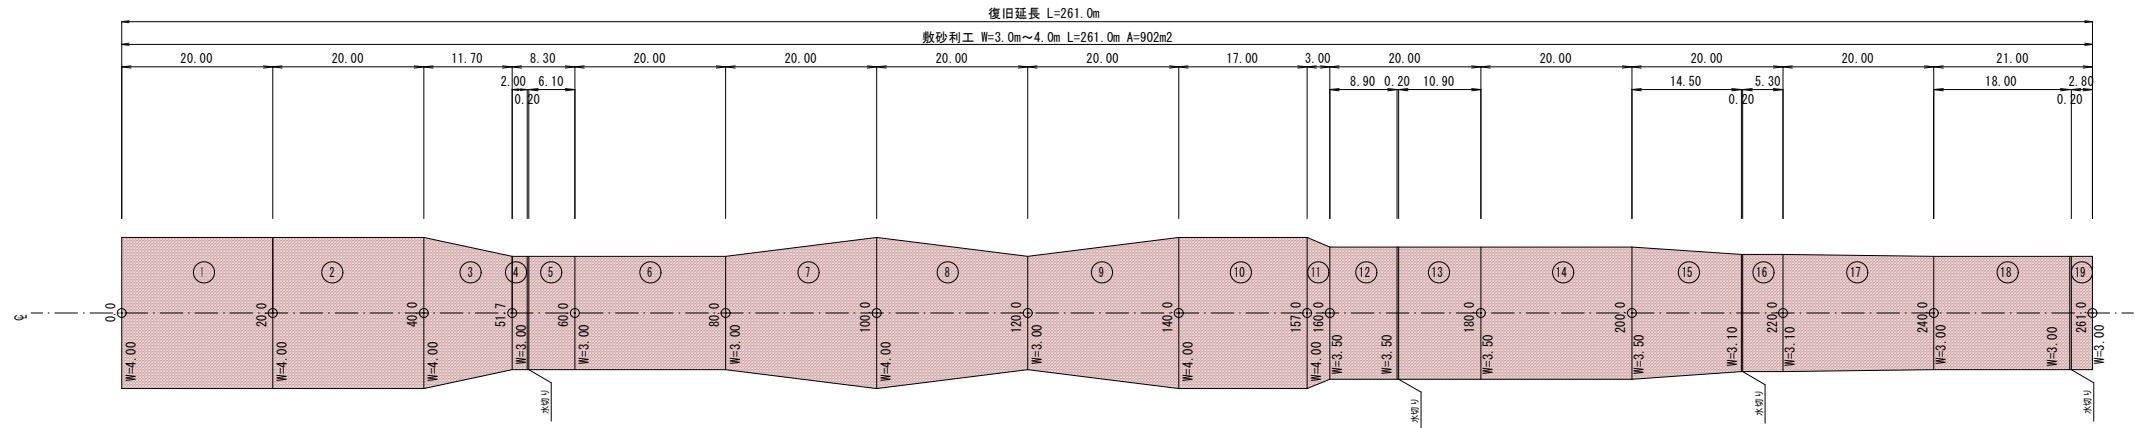 復旧延長 L=261.0m
敷砂利工 W=3.0m～4.0m L=261.0m A=902m2
20.00 20.00 11.70 8.30 20.00 20.00 20.00 20.00 20.00 17.00 3.00 20.00 20.00 20.00 20.00 21.00
2.00 6.10 8.90 0.20 10.90 14.50 5.30 18.00 2.80
0.20 0.20 0.20
1 2 3 4 5 6 7 8 9 10 11 12 13 14 15 16 17 18 19
℄ 0.0 20.0 40.0 51.7 60.0 80.0 100.0 120.0 140.0 157.0 160.0 180.0 200.0 220.0 240.0 261.0
W=4.00 W=4.00 W=4.00 W=3.00 W=3.00 W=3.00 W=4.00 W=3.00 W=4.00 W=4.00 W=3.50 W=3.50 W=3.50 W=3.50 W=3.10 W=3.10 W=3.00 W=3.00 W=3.00
水切り 水切り 水切り 水切り